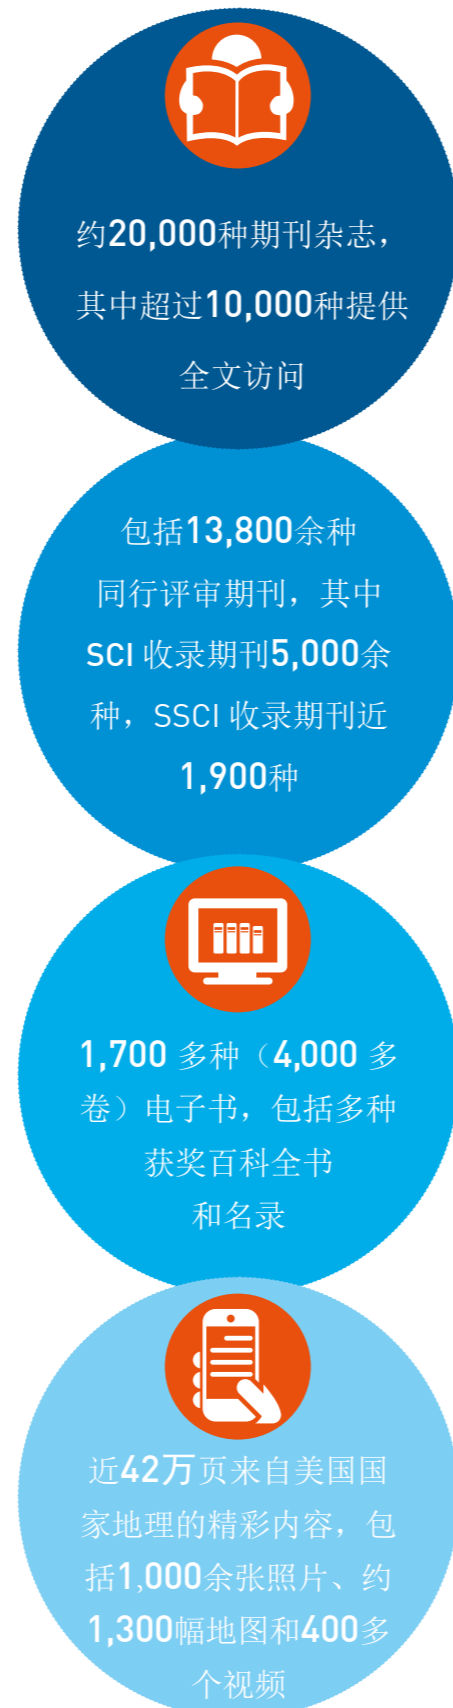 约20,000种期刊杂志，
其中超过10,000种提供
全文访问
包括13,800余种
同行评审期刊，其中
SCI 收录期刊5,000余
种，SSCI 收录期刊近
1,900种
1,700 多种（4,000 多
卷）电子书，包括多种
获奖百科全书
和名录
近42万页来自美国国
家地理的精彩内容，包
括1,000余张照片、约
1,300幅地图和400多
个视频